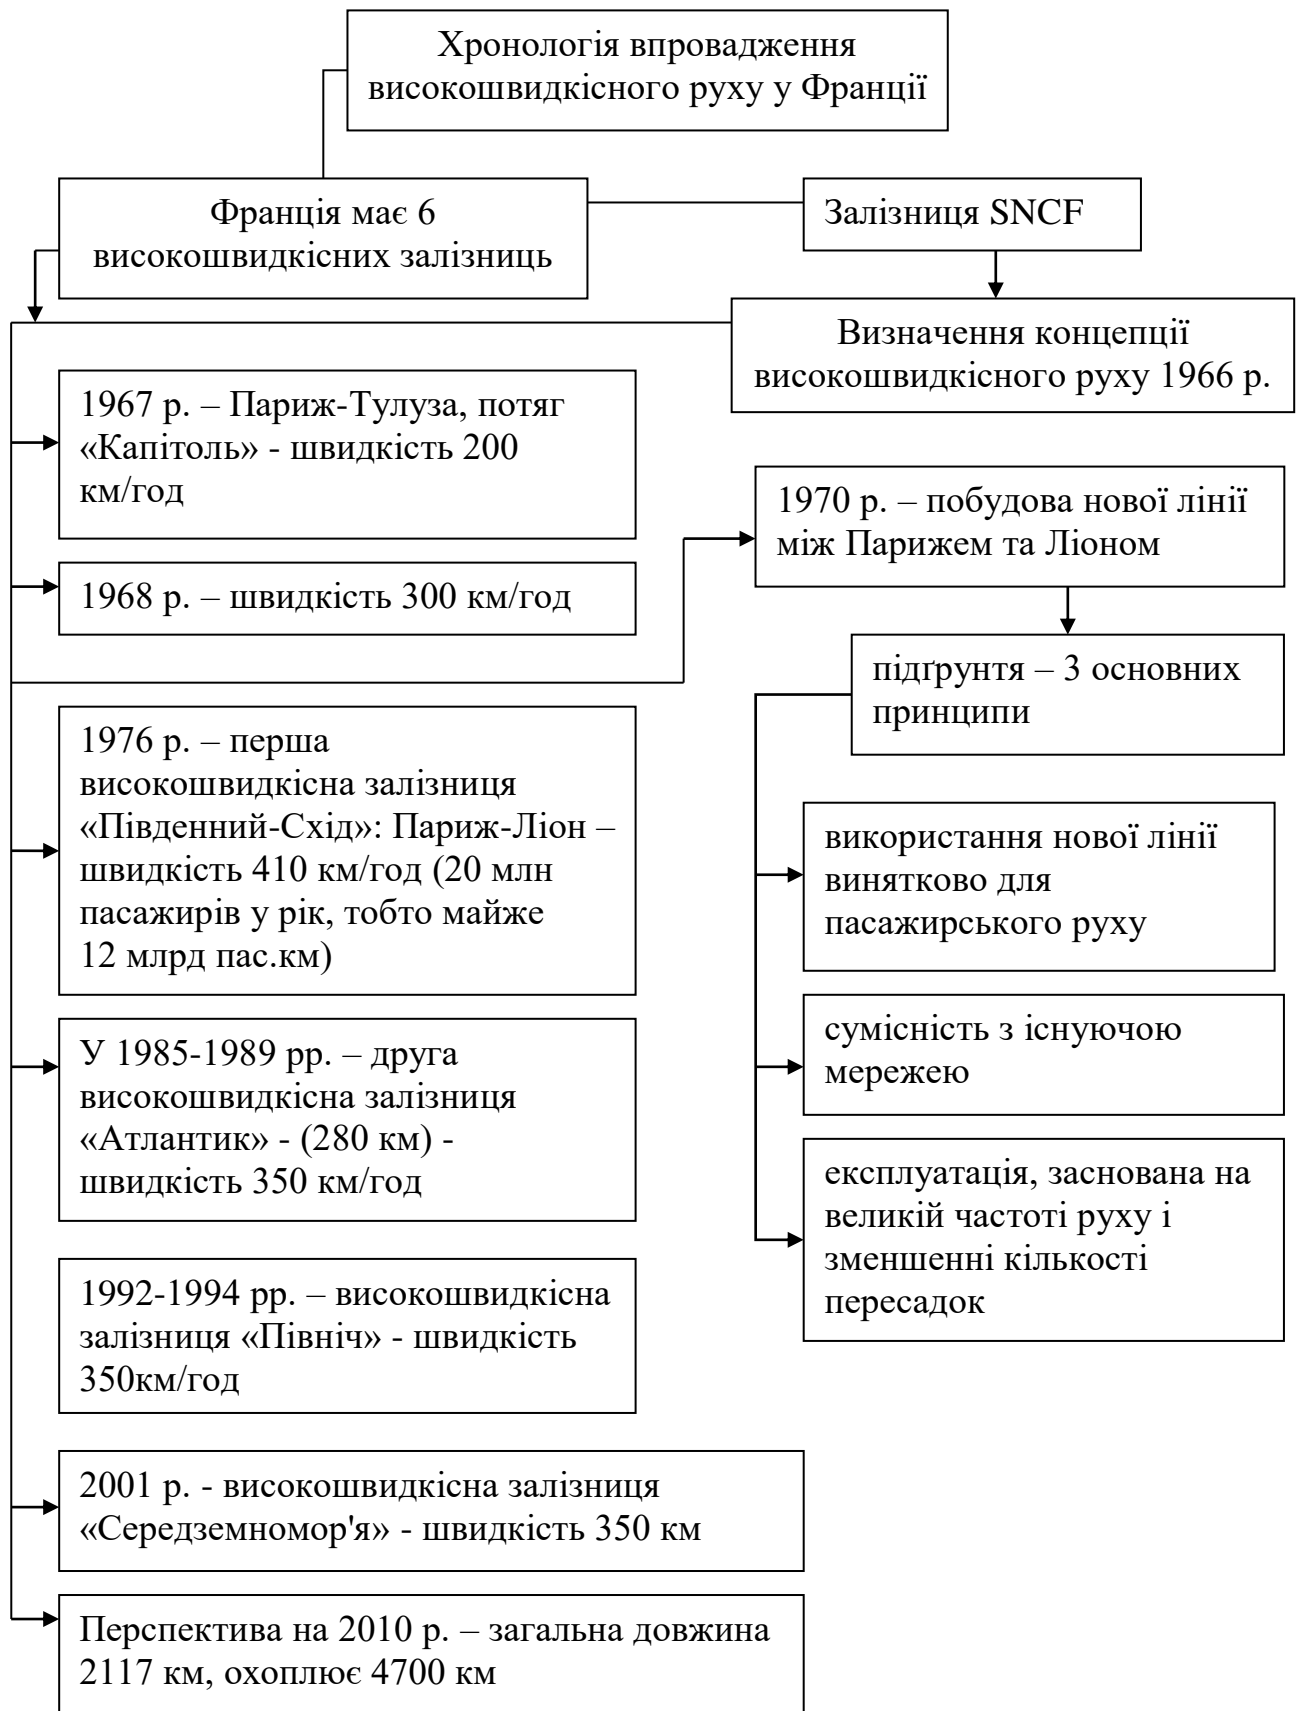 Хронологія впровадження
високошвидкісного руху у Франції
Франція має 6
високошвидкісних залізниць
Залізниця SNCF
Визначення концепції
високошвидкісного руху 1966 р.
1967 р. – Париж-Тулуза, потяг
«Капітоль» - швидкість 200
км/год
1968 р. – швидкість 300 км/год
1970 р. – побудова нової лінії
між Парижем та Ліоном
підґрунтя – 3 основних
принципи
використання нової лінії
винятково для
пасажирського руху
сумісність з існуючою
мережею
експлуатація, заснована на
великій частоті руху і
зменшенні кількості
пересадок
1976 р. – перша
високошвидкісна залізниця
«Південний-Схід»: Париж-Ліон –
швидкість 410 км/год (20 млн
пасажирів у рік, тобто майже
12 млрд пас.км)
У 1985-1989 рр. – друга
високошвидкісна залізниця
«Атлантик» - (280 км) -
швидкість 350 км/год
1992-1994 рр. – високошвидкісна
залізниця «Північ» - швидкість
350км/год
2001 р. - високошвидкісна залізниця
«Середземномор'я» - швидкість 350 км
Перспектива на 2010 р. – загальна довжина
2117 км, охоплює 4700 км